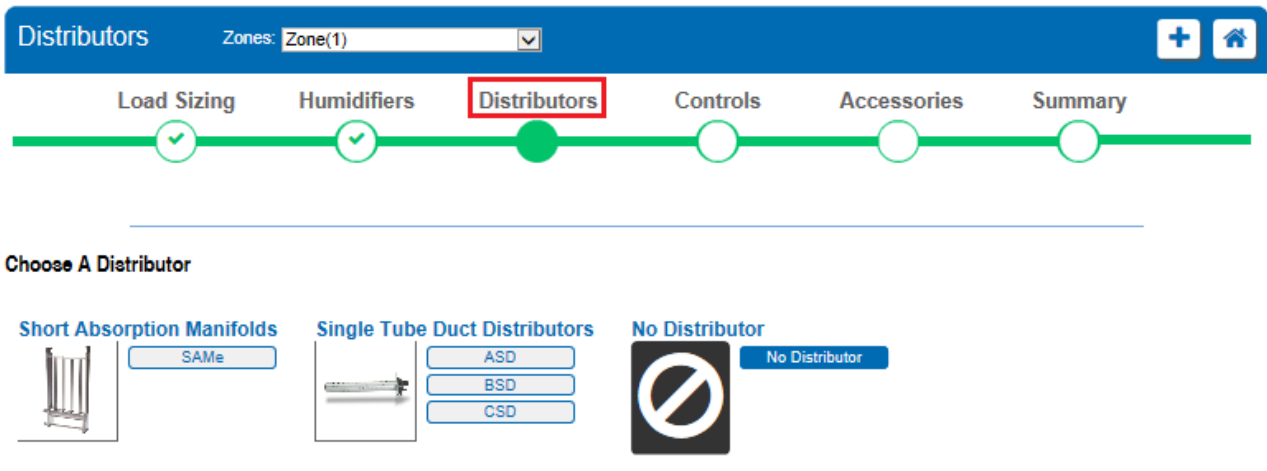 Distributors Zones: Zone(1)
Load Sizing Humidifiers Distributors Controls Accessories Summary
Choose A Distributor
Short Absorption Manifolds Single Tube Duct Distributors No Distributor
SAMe ASD No Distributor
BSD
CSD